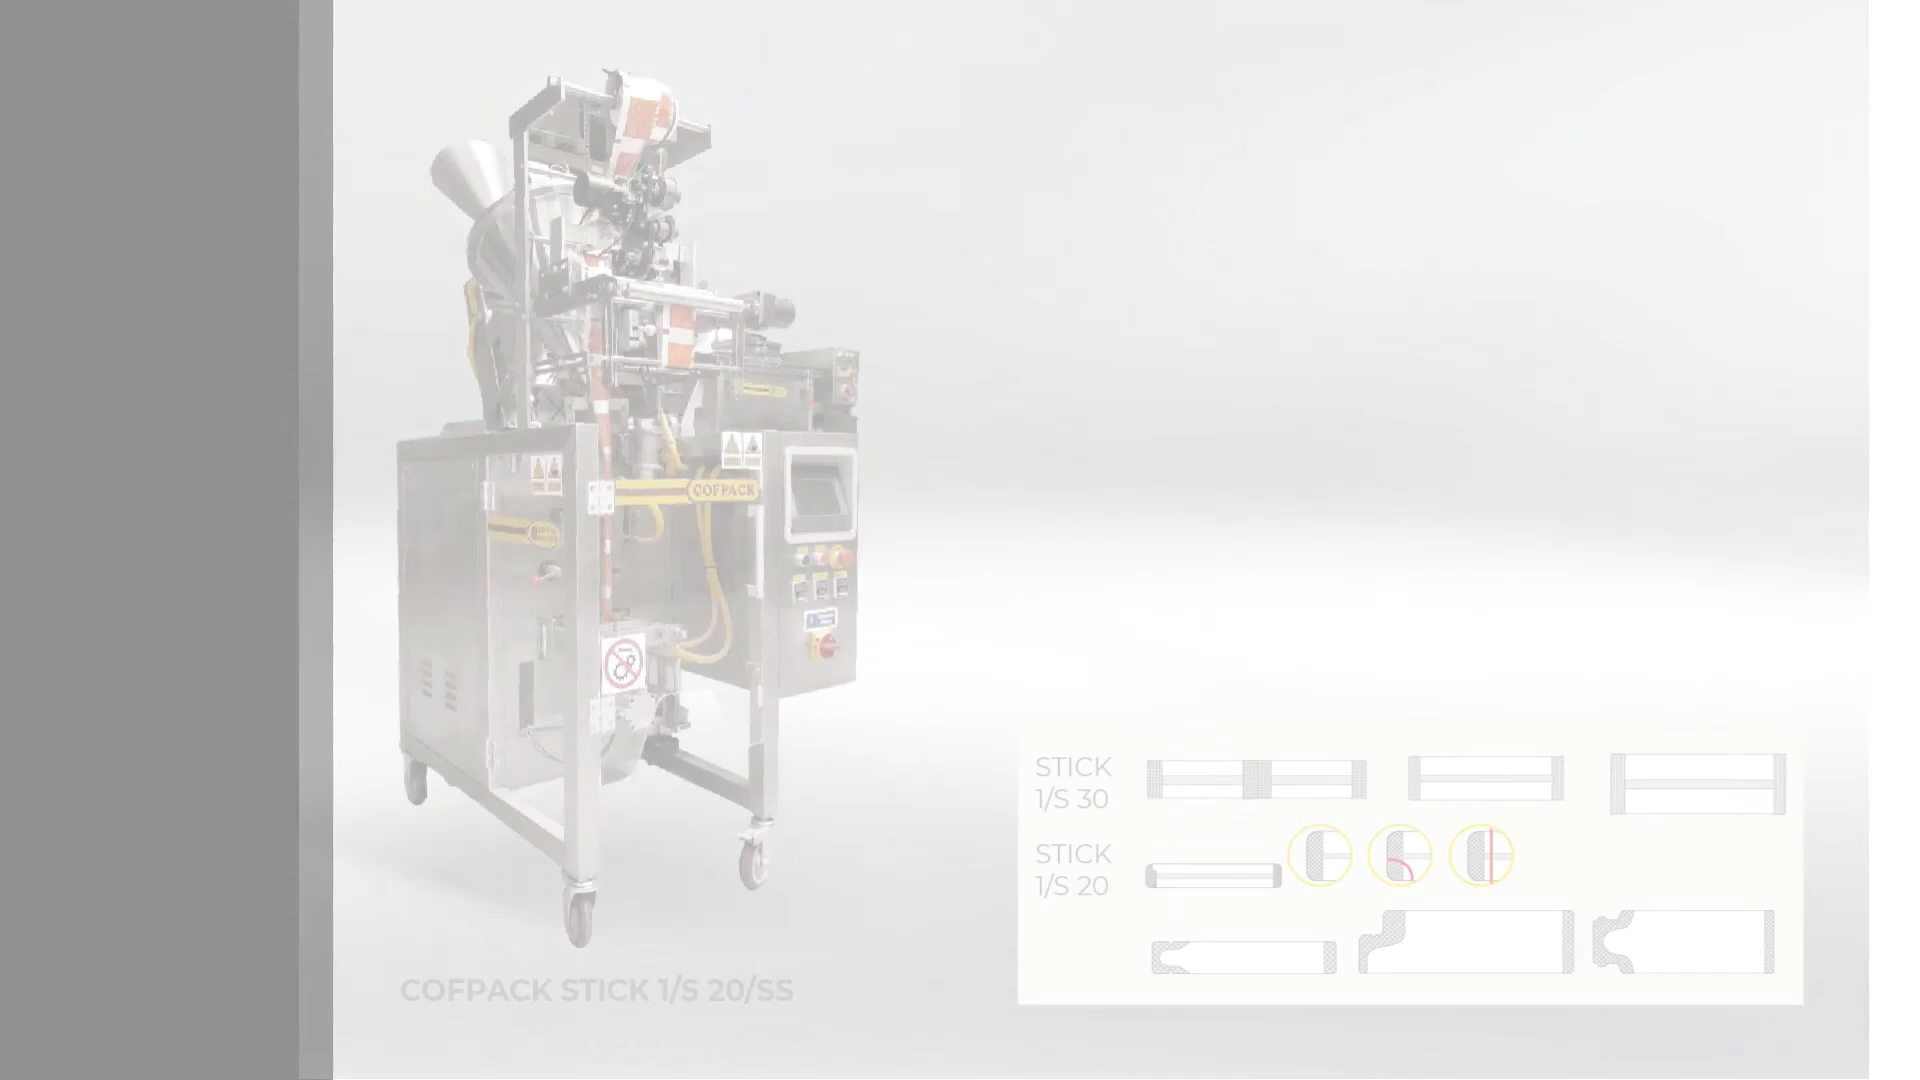 COFPACK
STICK
1/S 30
STICK
1/S 20
COFPACK STICK 1/S 20/SS